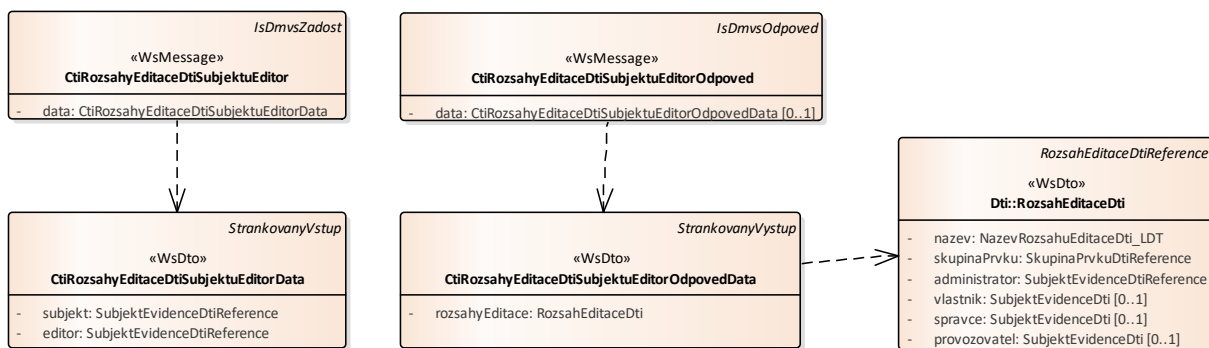 IsDmvsZadost
«WsMessage»
CtiRozsahyEditaceDtiSubjektuEditor
- data: CtiRozsahyEditaceDtiSubjektuEditorData
IsDmvsOdpoved
«WsMessage»
CtiRozsahyEditaceDtiSubjektuEditorOdpoved
- data: CtiRozsahyEditaceDtiSubjektuEditorOdpovedData [0..1]
StrankovanyVstup
«WsDto»
CtiRozsahyEditaceDtiSubjektuEditorData
- subjekt: SubjektEvidenceDtiReference
- editor: SubjektEvidenceDtiReference
StrankovanyVystup
«WsDto»
CtiRozsahyEditaceDtiSubjektuEditorOdpovedData
- rozsahyEditace: RozsahEditaceDti
RozsahEditaceDtiReference
«WsDto»
Dti::RozsahEditaceDti
- nazev: NazevRozsahuEditaceDti_LDT
- skupinaPrvku: SkupinaPrvkuDtiReference
- administrator: SubjektEvidenceDtiReference
- vlastnik: SubjektEvidenceDti [0..1]
- spravce: SubjektEvidenceDti [0..1]
- provozovatel: SubjektEvidenceDti [0..1]